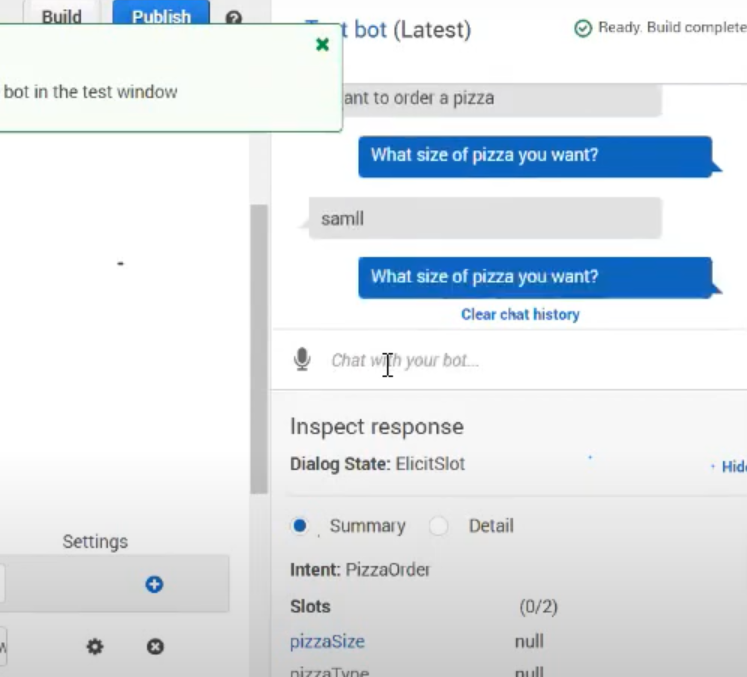 Build
Publish
bot (Latest)
Ready. Build complete
bot in the test window
ant to order a pizza
What size of pizza you want?
samll
What size of pizza you want?
Clear chat history
Chat with your bot...
Inspect response
Dialog State: ElicitSlot
Hide
Summary
Detail
Settings
Intent: PizzaOrder
Slots
(0/2)
pizzaSize
null
pizzaType
null